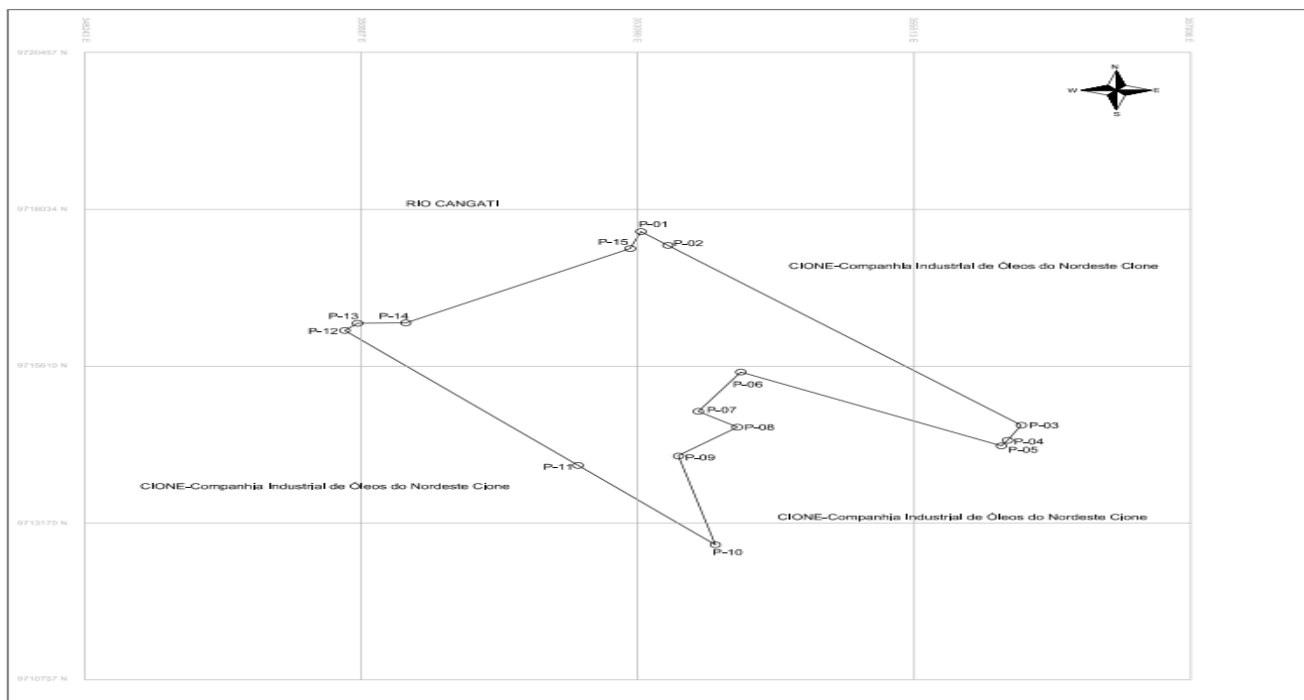 9720457 N
N
W
E
S
9718034 N
RIO CANGATI
P-01
P-15
P-02
CIONE-Companhia Industrial de Óleos do Nordeste Cione
P-13
P-14
P-12
9715610 N
P-06
P-07
P-08
P-03
P-04
P-05
P-09
P-11
CIONE-Companhia Industrial de Óleos do Nordeste Cione
CIONE-Companhia Industrial de Óleos do Nordeste Cione
9713170 N
P-10
9710757 N